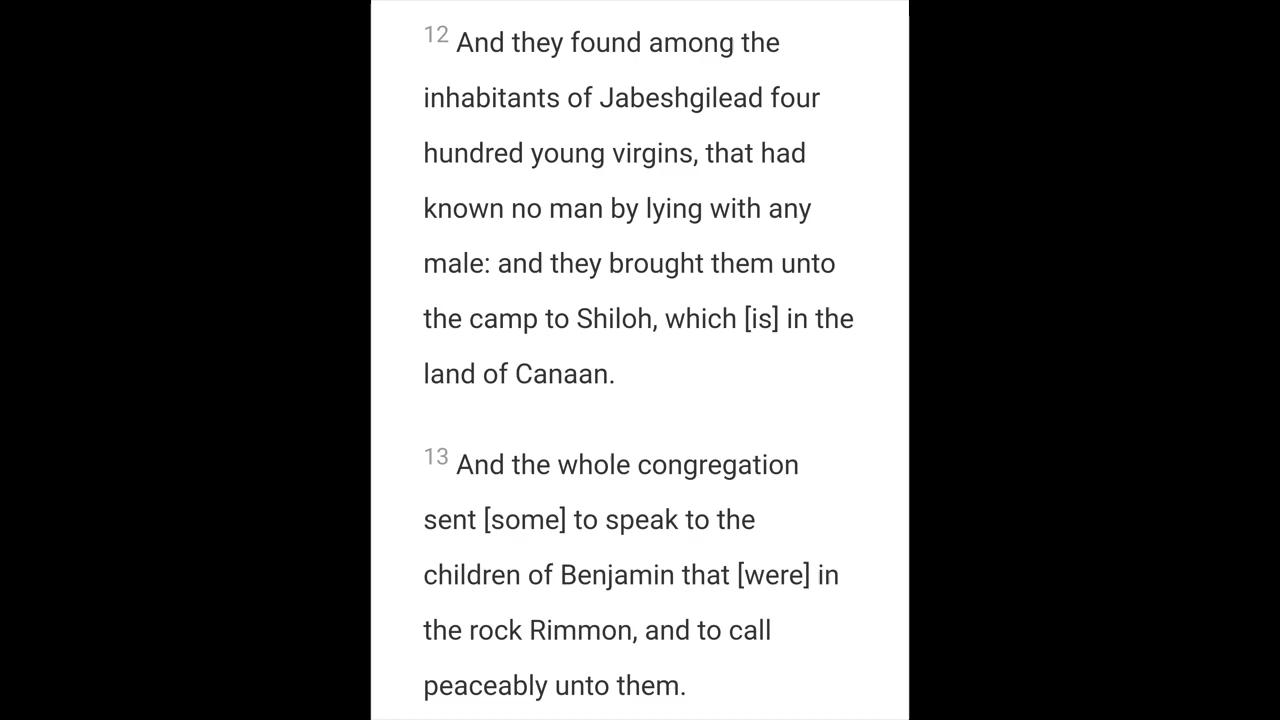 12 And they found among the
inhabitants of Jabeshgilead four
hundred young virgins, that had
known no man by lying with any
male: and they brought them unto
the camp to Shiloh, which [is] in the
land of Canaan.
13 And the whole congregation
sent [some] to speak to the
children of Benjamin that [were] in
the rock Rimmon, and to call
peaceably unto them.